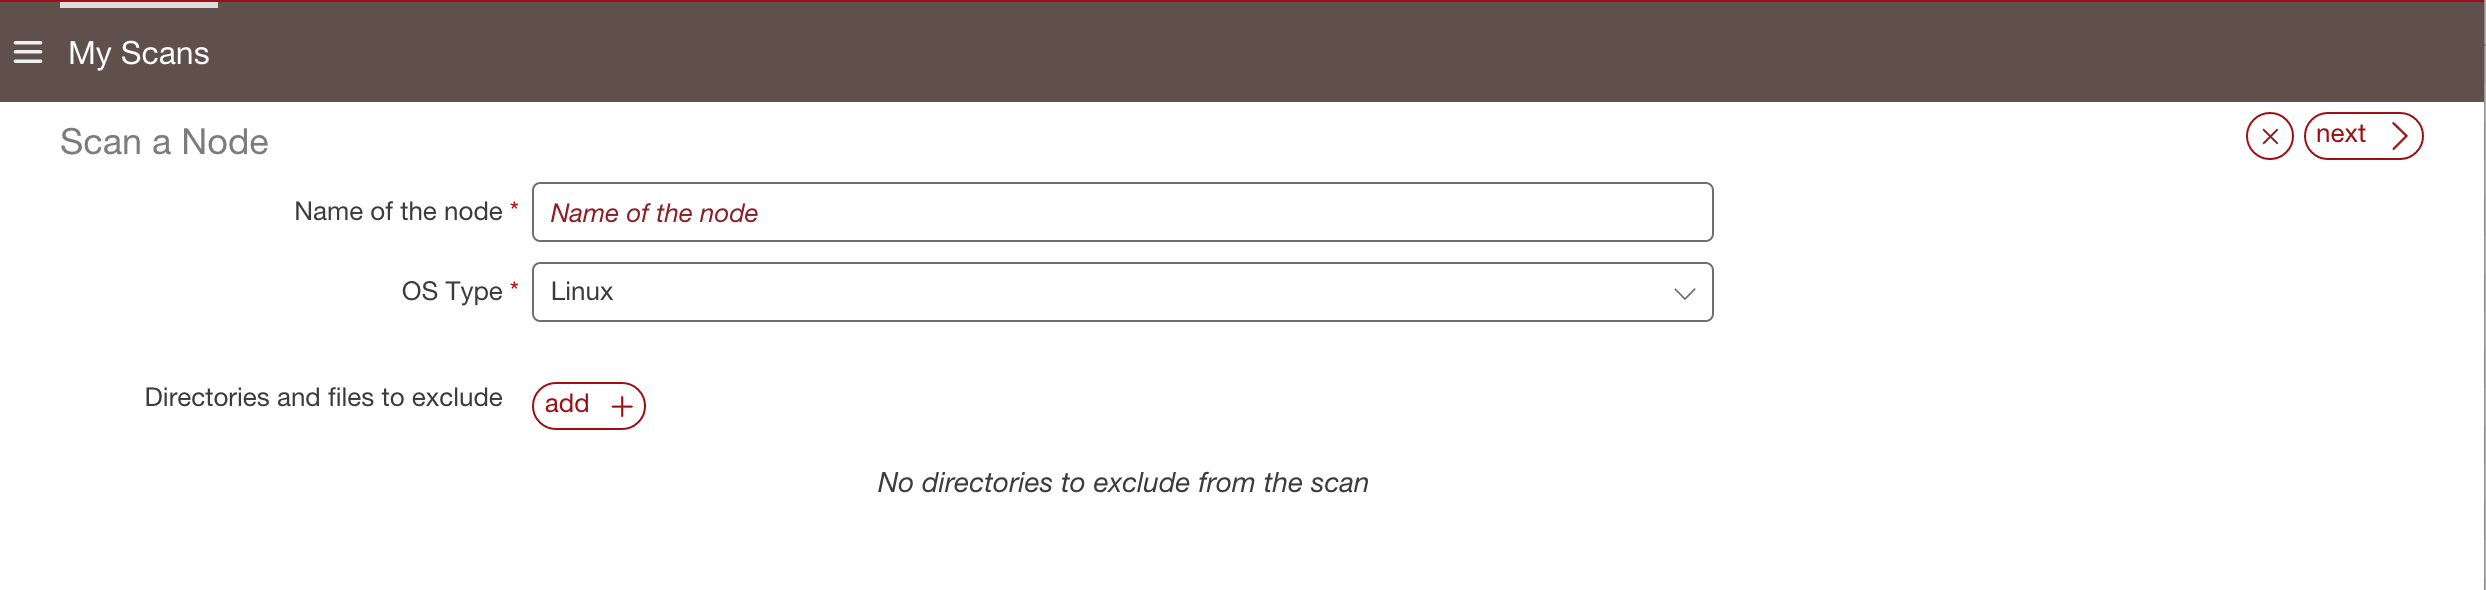 My Scans
Scan a Node
next
Name of the node *
Name of the node
OS Type *
Linux
Directories and files to exclude
add
No directories to exclude from the scan